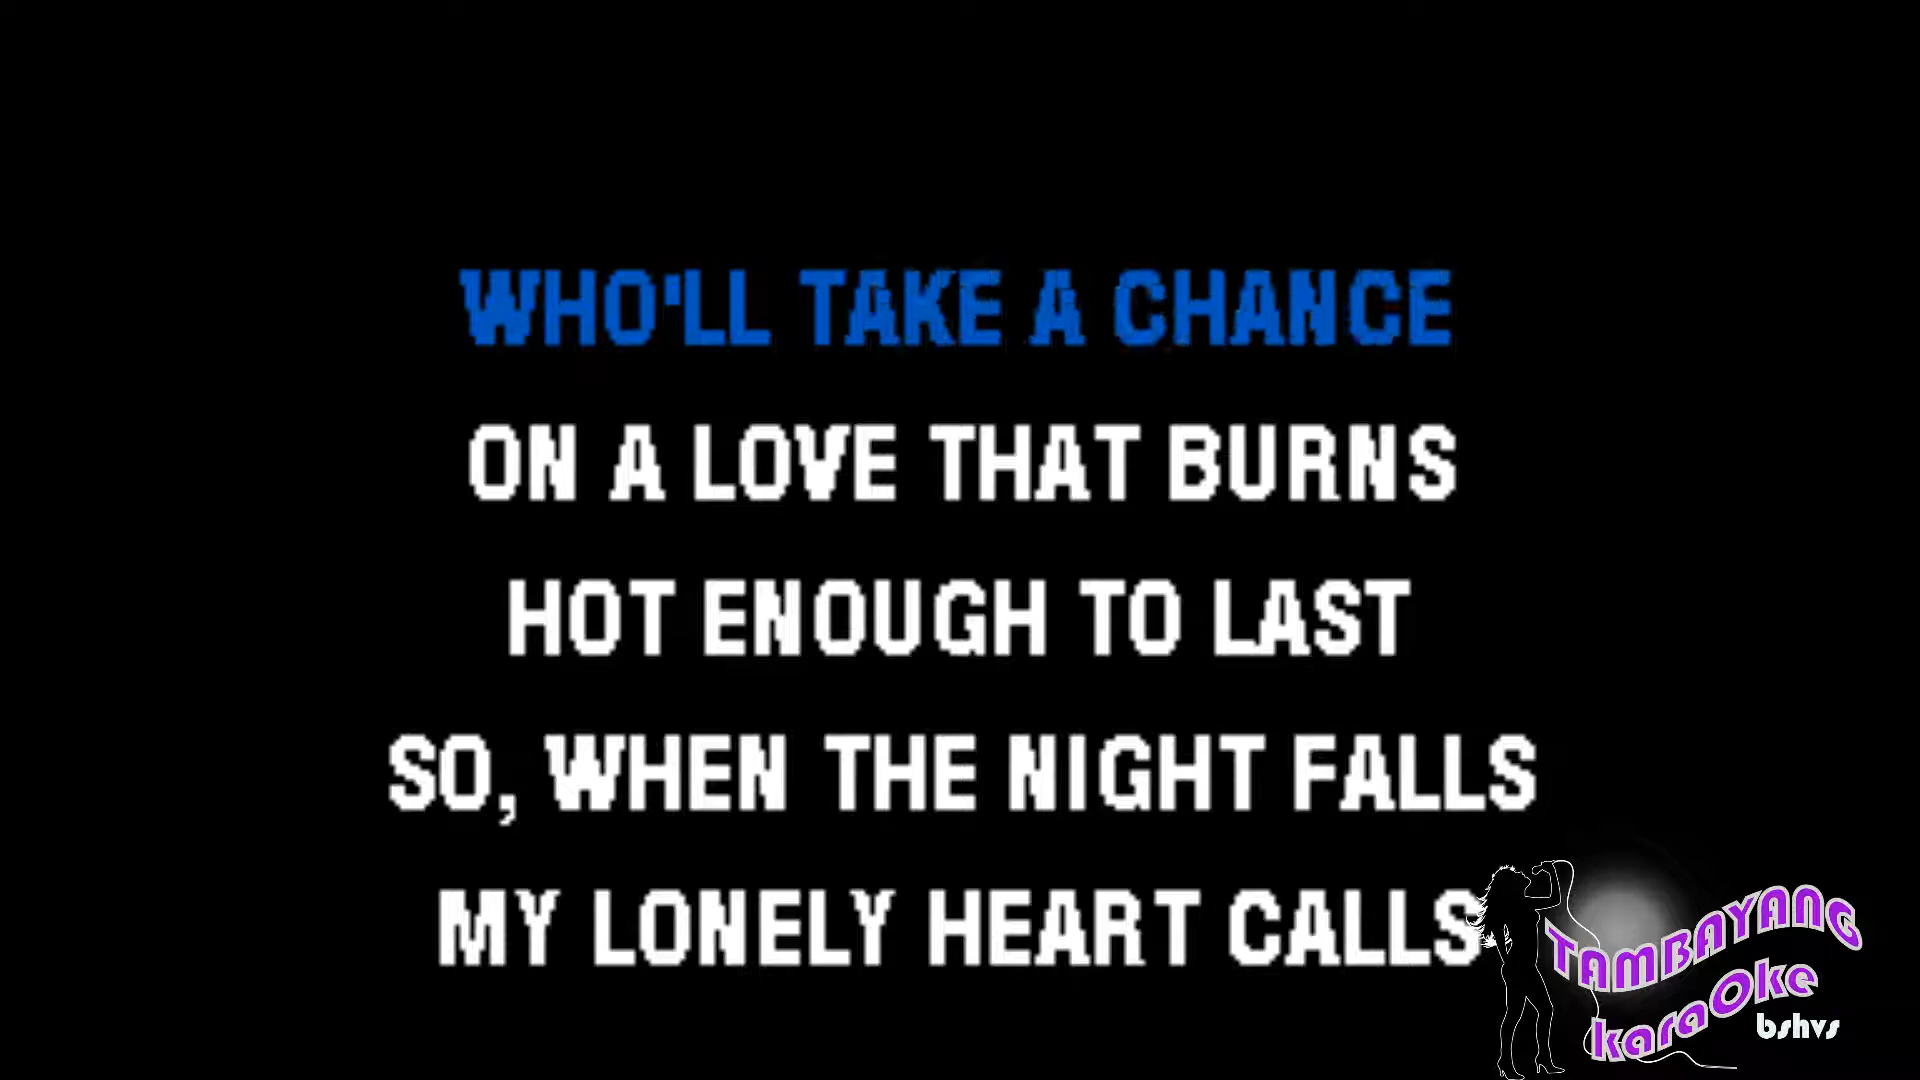 WHO'LL TAKE A CHANCE
ON A LOVE THAT BURNS
HOT ENOUGH TO LAST
SO, WHEN THE NIGHT FALLS
MY LONELY HEART CALLS
TAMBAYANG
karaOke
bshvs